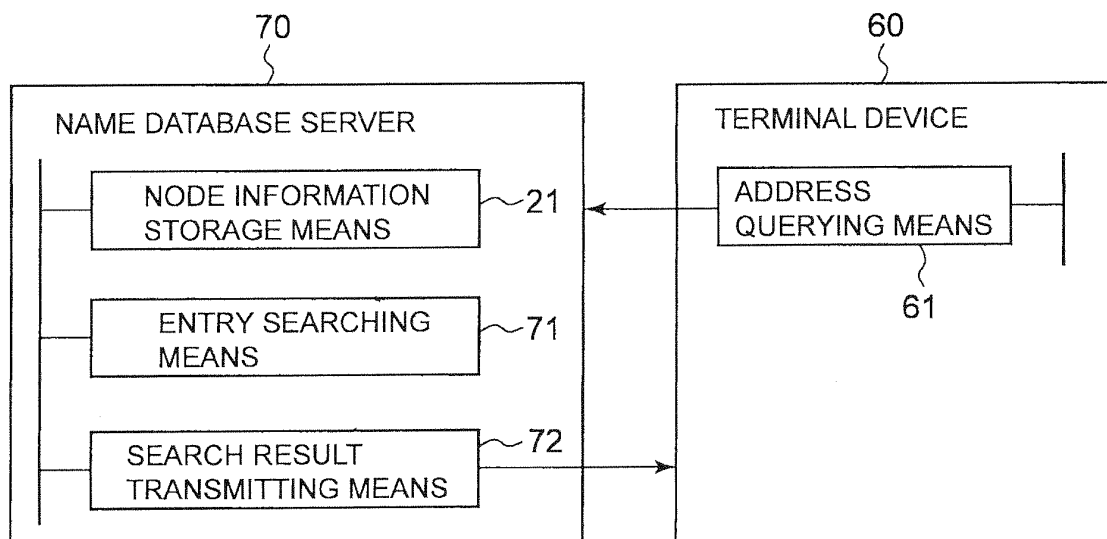 70
60
NAME DATABASE SERVER
TERMINAL DEVICE
NODE INFORMATION
STORAGE MEANS
21
ADDRESS
QUERYING MEANS
61
ENTRY SEARCHING
MEANS
71
SEARCH RESULT
TRANSMITTING MEANS
72